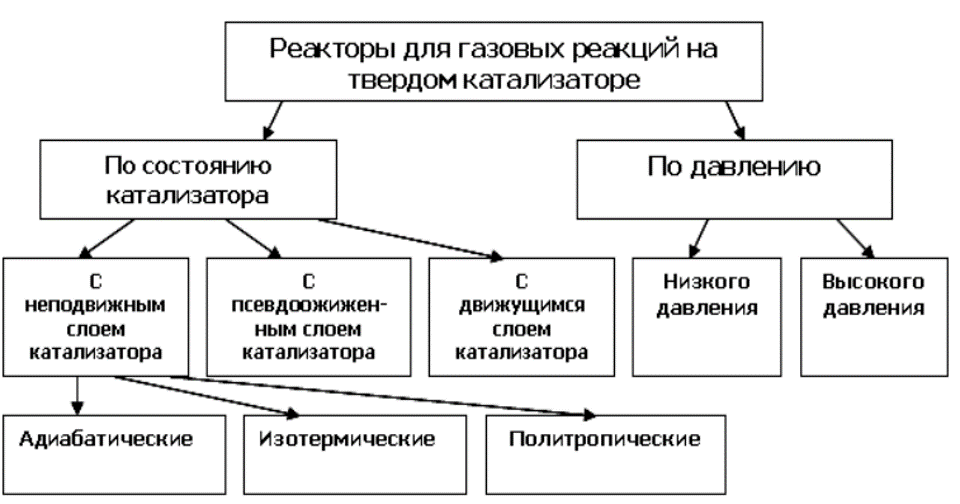 Реакторы для газовых реакций на
твердом катализаторе
По состоянию
катализатора
По давлению
С
неподвижным
слоем
катализатора
С
псевдоожижен-
ным слоем
катализатора
С
движущимся
слоем
катализатора
Низкого
давления
Высокого
давления
Адиабатические
Изотермические
Политропические